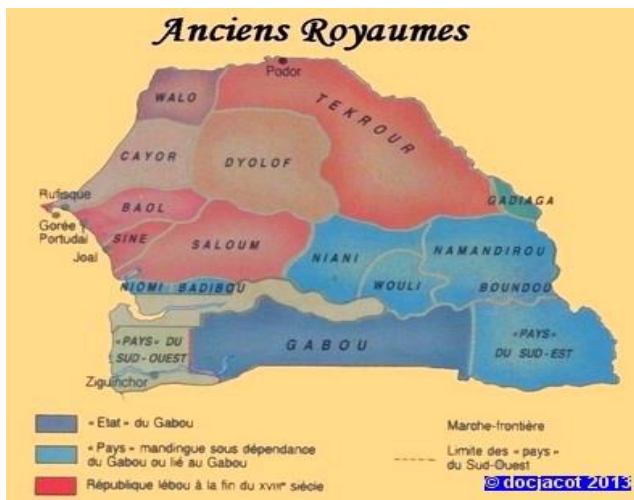 Anciens Royaumes
Podor
WALO
TEKROUR
CAYOR
DYOLOF
GADIAGA
Rufisque
BAOL
Gorée
Portudal
SINE
SALOUM
Joal
NIANI
NAMANDIROU
NIOMI BADIBOU
WOULI
BOUNDOU
«PAYS» DU
SUD-OUEST
GABOU
«PAYS»
DU SUD-EST
Ziguinchor
« Etat » du Gabou
« Pays » mandingue sous dépendance
du Gabou ou lié au Gabou
République lébou à la fin du XVIIIe siècle
Marche-frontière
Limite des « pays »
du Sud-Ouest
© docjacot 2013